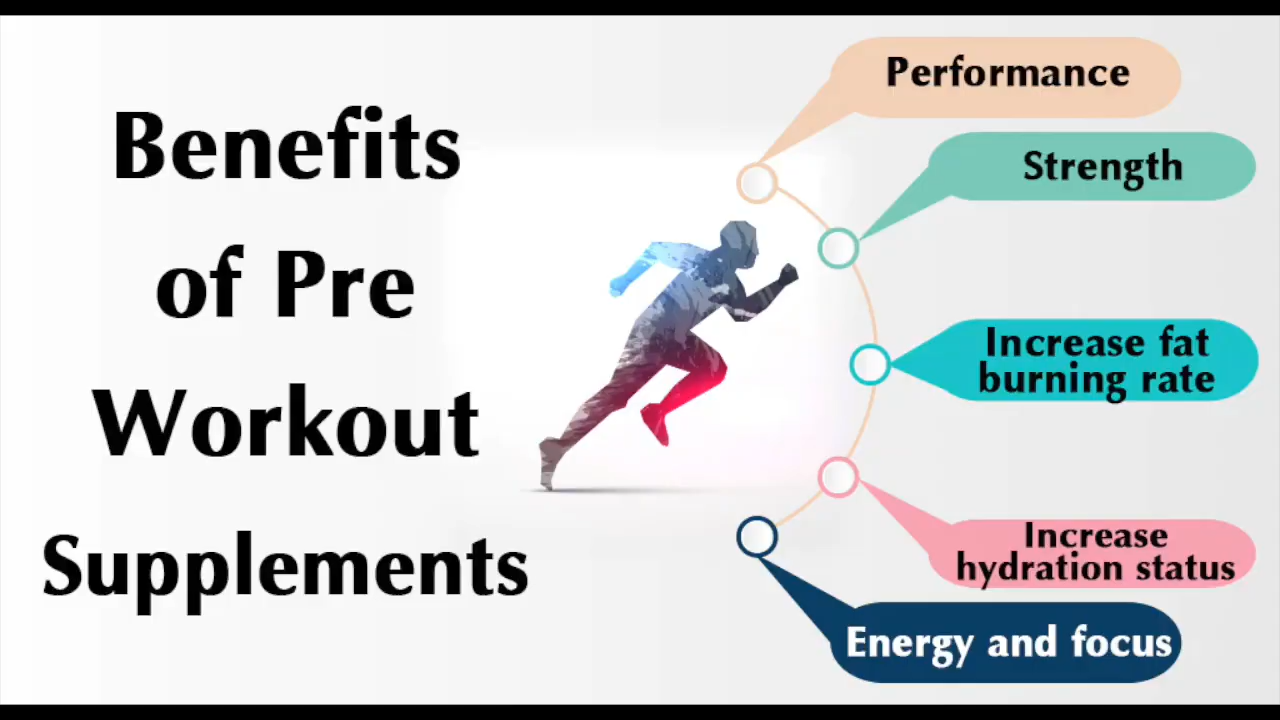 Benefits
of Pre
Workout
Supplements
Performance
Strength
Increase fat
burning rate
Increase
hydration status
Energy and focus